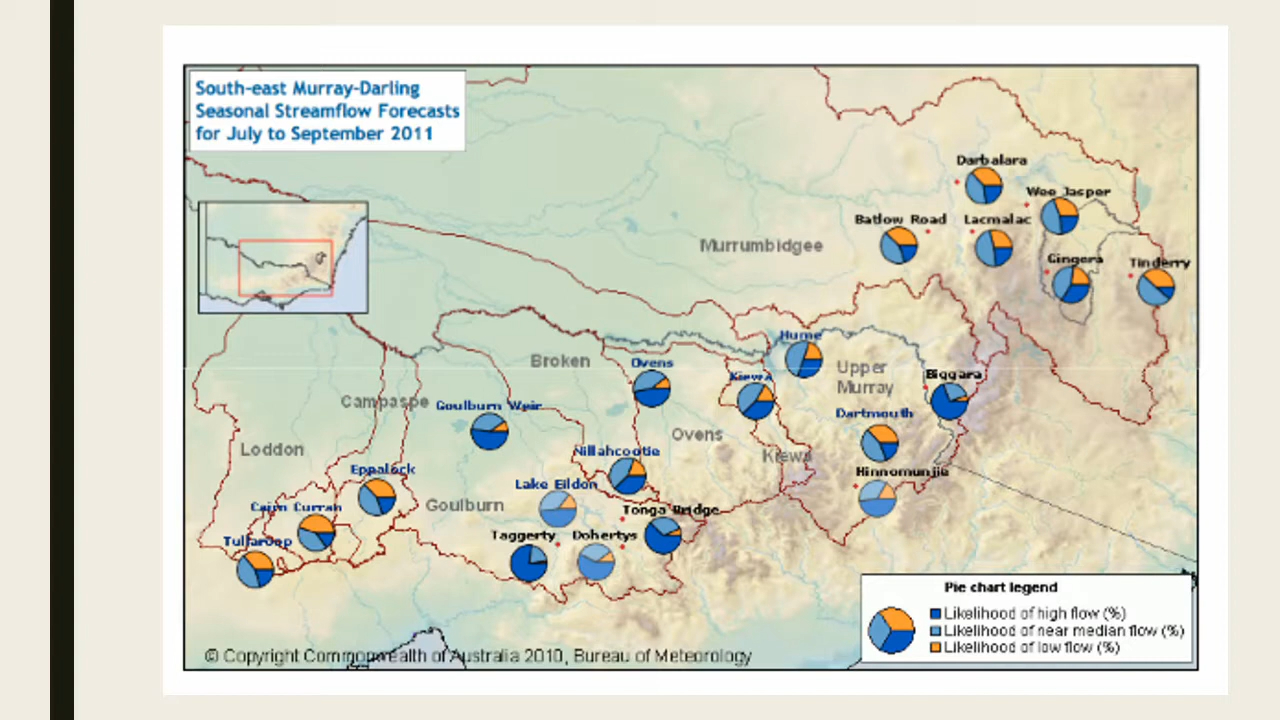 South-east Murray-Darling
Seasonal Streamflow Forecasts
for July to September 2011
Darbalara
Wee Jasper
Batlow Road
Lacmalac
Murrumbidgee
Gingera
Tinderry
Hume
Broken
Ovens
Upper
Murray
Kiewa
Biggara
Campaspe
Goulburn Weir
Dartmouth
Ovens
Loddon
Nillahcootie
Kiewa
Eppalock
Hinnomunjie
Lake Eildon
Goulburn
Cairn Curran
Tonga Bridge
Taggerty
Dohertys
Tullaroop
Pie chart legend
Likelihood of high flow (%)
Likelihood of near median flow (%)
Likelihood of low flow (%)
© Copyright Commonwealth of Australia 2010, Bureau of Meteorology